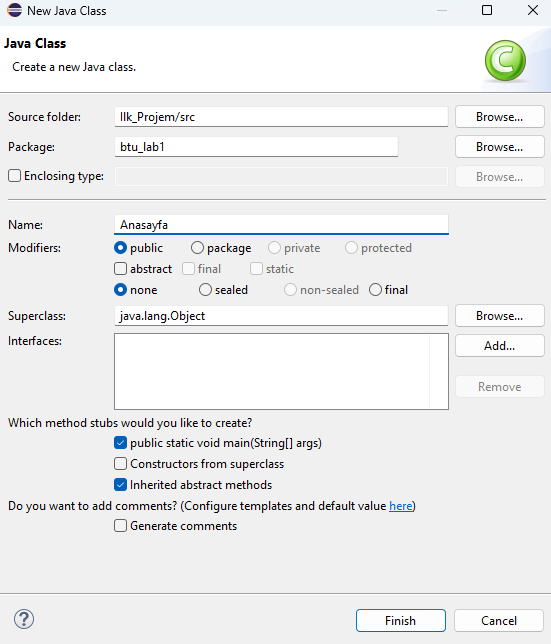 New Java Class
Java Class
Create a new Java class.
C
Source folder: Ilk_Projem/src Browse...
Package: btu_lab1 Browse...
Enclosing type: Browse...
Name: Anasayfa
Modifiers: public package private protected
abstract final static
none sealed non-sealed final
Superclass: java.lang.Object Browse...
Interfaces: Add...
Remove
Which method stubs would you like to create?
public static void main(String[] args)
Constructors from superclass
Inherited abstract methods
Do you want to add comments? (Configure templates and default value here)
Generate comments
? Finish Cancel